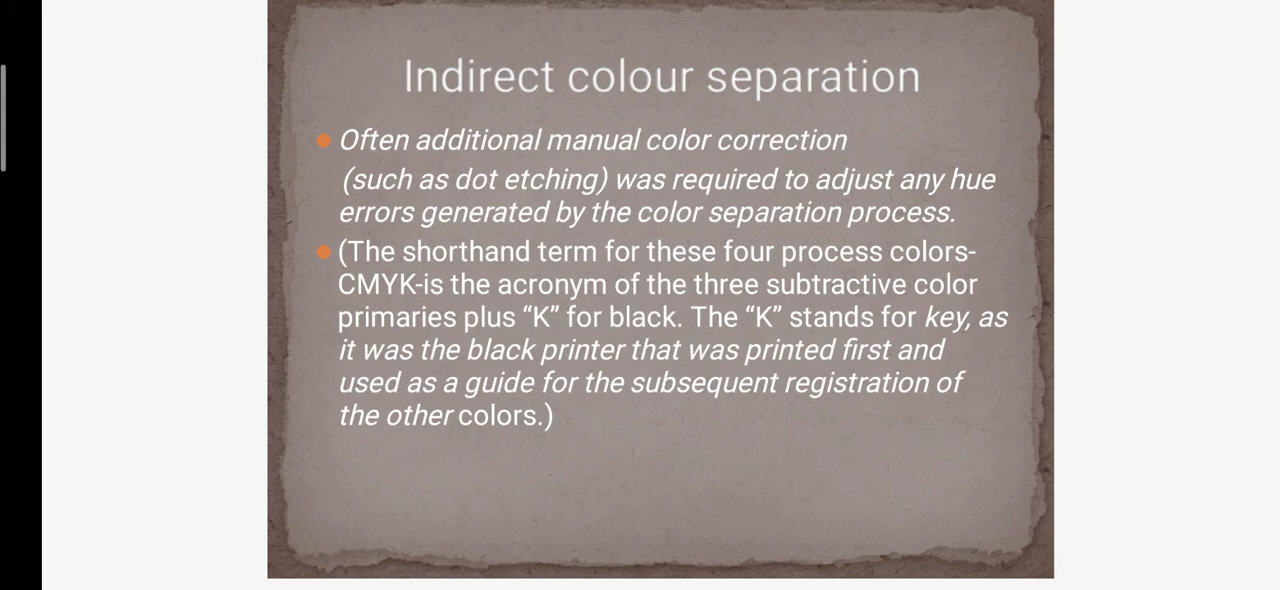 Indirect colour separation
Often additional manual color correction
(such as dot etching) was required to adjust any hue
errors generated by the color separation process.
(The shorthand term for these four process colors-
CMYK-is the acronym of the three subtractive color
primaries plus “K” for black. The “K” stands for key, as
it was the black printer that was printed first and
used as a guide for the subsequent registration of
the other colors.)